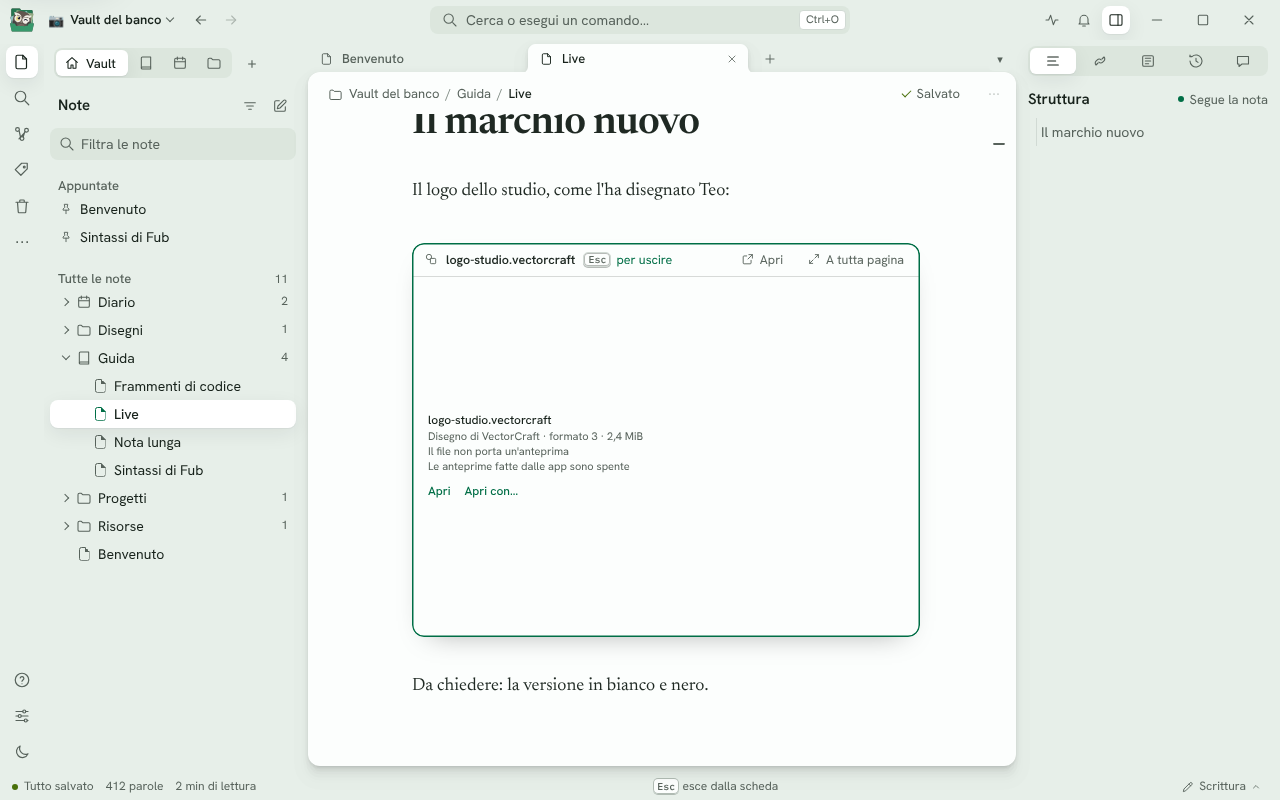 Vault del banco
Cerca o esegui un comando…
Ctrl+O
Vault
Benvenuto
Live
Note
Filtra le note
Appuntate
Benvenuto
Sintassi di Fub
Tutte le note 11
Diario 2
Disegni 1
Guida 4
Frammenti di codice
Live
Nota lunga
Sintassi di Fub
Progetti 1
Risorse 1
Benvenuto
Vault del banco / Guida / Live
Salvato
Il marchio nuovo
Il logo dello studio, come l'ha disegnato Teo:
logo-studio.vectorcraft Esc per uscire Apri A tutta pagina
logo-studio.vectorcraft
Disegno di VectorCraft · formato 3 · 2,4 MiB
Il file non porta un'anteprima
Le anteprime fatte dalle app sono spente
Apri Apri con…
Da chiedere: la versione in bianco e nero.
Struttura
Segue la nota
Il marchio nuovo
Tutto salvato 412 parole 2 min di lettura
Esc esce dalla scheda
Scrittura